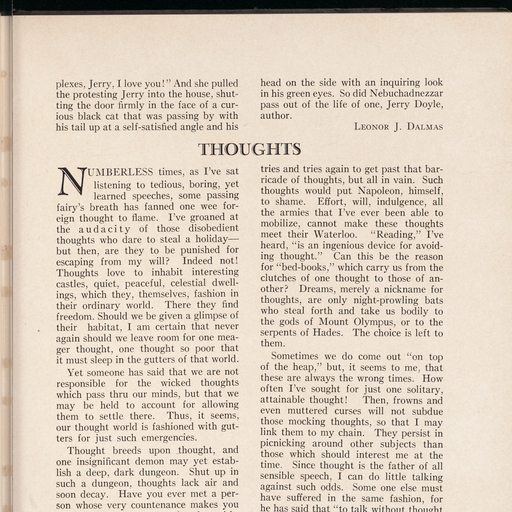 plexes, Jerry, I love you!" And she pulled
the protesting Jerry into the house, shut-
ting the door firmly in the face of a cur-
ious black cat that was passing by with
his tail up at a self-satisfied angle and his
head on the side with an inquiring look
in his green eyes. So did Nebuchadnezzar
pass out of the life of one, Jerry Doyle,
author.
Leonor J. Dalmas
THOUGHTS
NUMBERLESS times, as I've sat
listening to tedious, boring, yet
learned speeches, some passing
fairy's breath has fanned one wee for-
eign thought to flame. I've groaned at
the audacity of those disobedient
thoughts who dare to steal a holiday—
but then, are they to be punished for
escaping from my will? Indeed not!
Thoughts love to inhabit interesting
castles, quiet, peaceful, celestial dwell-
ings, which they, themselves, fashion in
their ordinary world. There they find
freedom. Should we be given a glimpse of
their habitat, I am certain that never
again should we leave room for one mea-
ger thought, one thought so poor that
it must sleep in the gutters of that world.
Yet someone has said that we are not
responsible for the wicked thoughts
which pass thru our minds, but that we
may be held to account for allowing
them to settle there. Thus, it seems,
our thought world is fashioned with gut-
ters for just such emergencies.
Thought breeds upon thought, and
one insignificant demon may yet estab-
lish a deep, dark dungeon. Shut up in
such a dungeon, thoughts lack air and
soon decay. Have you ever met a per-
son whose very countenance makes you
tries and tries again to get past that bar-
ricade of thoughts, but all in vain. Such
thoughts would put Napoleon, himself,
to shame. Effort, will, indulgence, all
the armies that I've ever been able to
mobilize, cannot make these thoughts
meet their Waterloo. "Reading," I've
heard, "is an ingenious device for avoid-
ing thought." Can this be the reason
for "bed-books," which carry us from the
clutches of one thought to those of an-
other? Dreams, merely a nickname for
thoughts, are only night-prowling bats
who steal forth and take us bodily to
the gods of Mount Olympus, or to the
serpents of Hades. The choice is left to
them.
Sometimes we do come out "on top
of the heap," but, it seems to me, that
these are always the wrong times. How
often I've sought for just one solitary,
attainable thought! Then, frowns and
even muttered curses will not subdue
those mocking thoughts, so that I may
link them to my chain. They persist in
picnicking around other subjects than
those which should interest me at the
time. Since thought is the father of all
sensible speech, I can do little talking
against such odds. Some one else must
have suffered in the same fashion, for
he has said that "to talk without thought